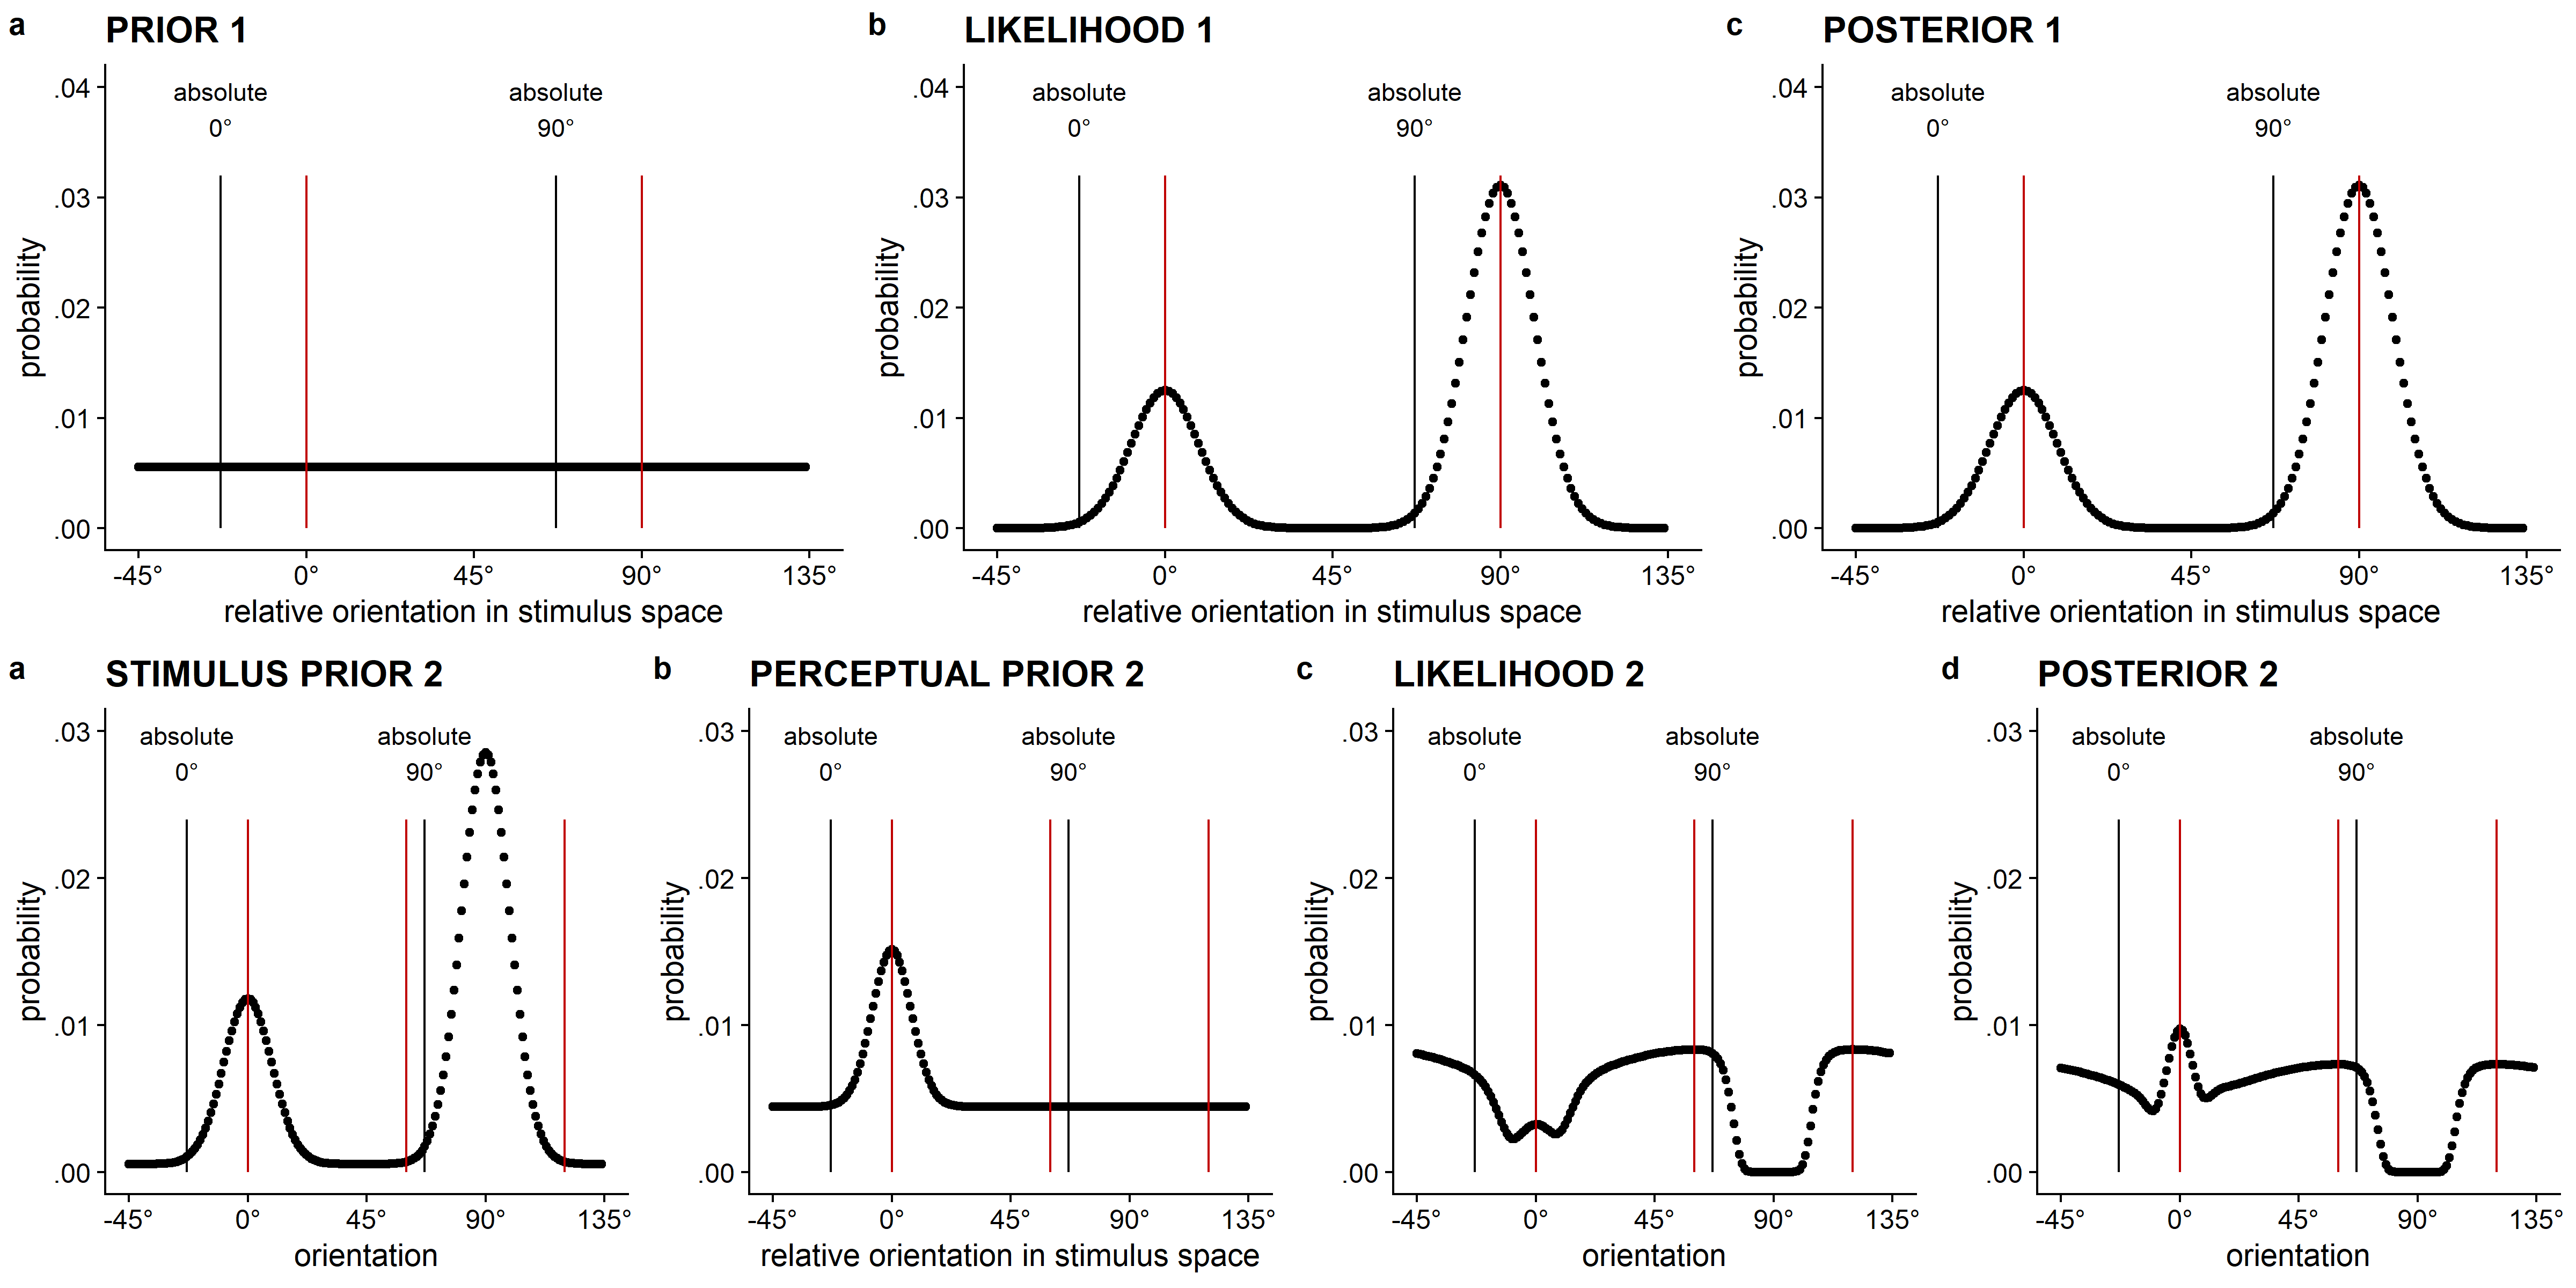 a PRIOR 1
absolute
0°
absolute
90°
.04
.03
.02
.01
.00
probability
-45° 0° 45° 90° 135°
relative orientation in stimulus space
b LIKELIHOOD 1
absolute
0°
absolute
90°
.04
.03
.02
.01
.00
probability
-45° 0° 45° 90° 135°
relative orientation in stimulus space
c POSTERIOR 1
absolute
0°
absolute
90°
.04
.03
.02
.01
.00
probability
-45° 0° 45° 90° 135°
relative orientation in stimulus space
a STIMULUS PRIOR 2
absolute
0°
absolute
90°
.03
.02
.01
.00
probability
-45° 0° 45° 90° 135°
orientation
b PERCEPTUAL PRIOR 2
absolute
0°
absolute
90°
.03
.02
.01
.00
probability
-45° 0° 45° 90° 135°
relative orientation in stimulus space
c LIKELIHOOD 2
absolute
0°
absolute
90°
.03
.02
.01
.00
probability
-45° 0° 45° 90° 135°
orientation
d POSTERIOR 2
absolute
0°
absolute
90°
.03
.02
.01
.00
probability
-45° 0° 45° 90° 135°
orientation